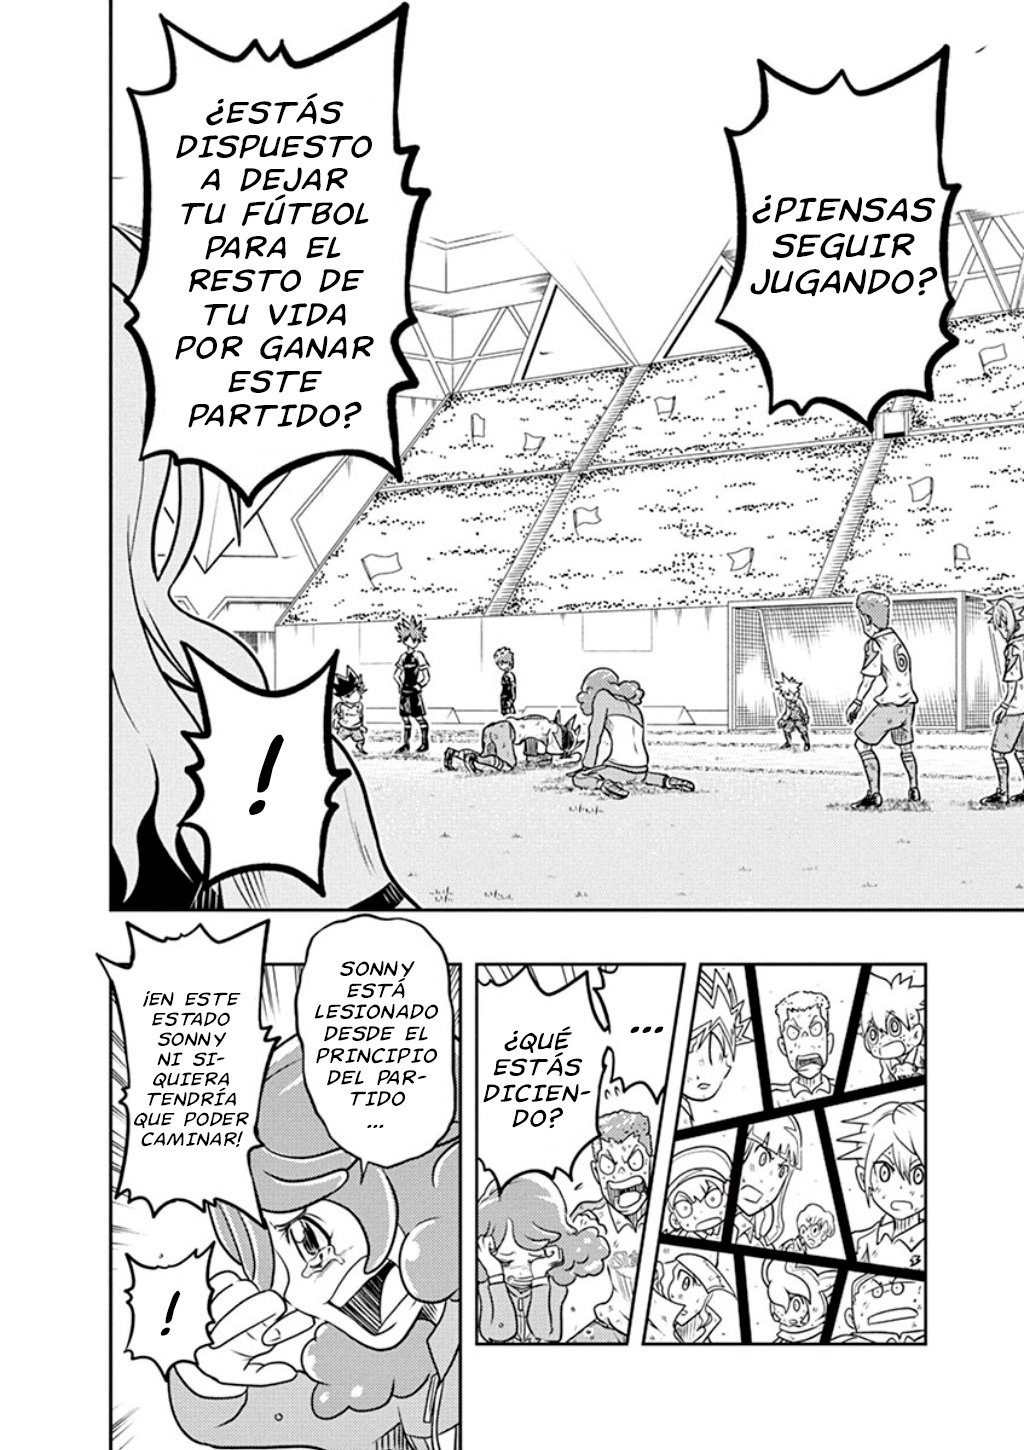 ¿PIENSAS
SEGUIR
JUGANDO?
¿ESTÁS
DISPUESTO
A DEJAR
TU FÚTBOL
PARA EL
RESTO DE
TU VIDA
POR GANAR
ESTE
PARTIDO?
6
!
...
¿QUÉ
ESTÁS
DICIEN-
DO?
SONNY
ESTÁ
LESIONADO
DESDE EL
PRINCIPIO
DEL PAR-
TIDO
...
¡EN ESTE
ESTADO
SONNY
NI SI-
QUIERA
TENDRÍA
QUE PODER
CAMINAR!
!